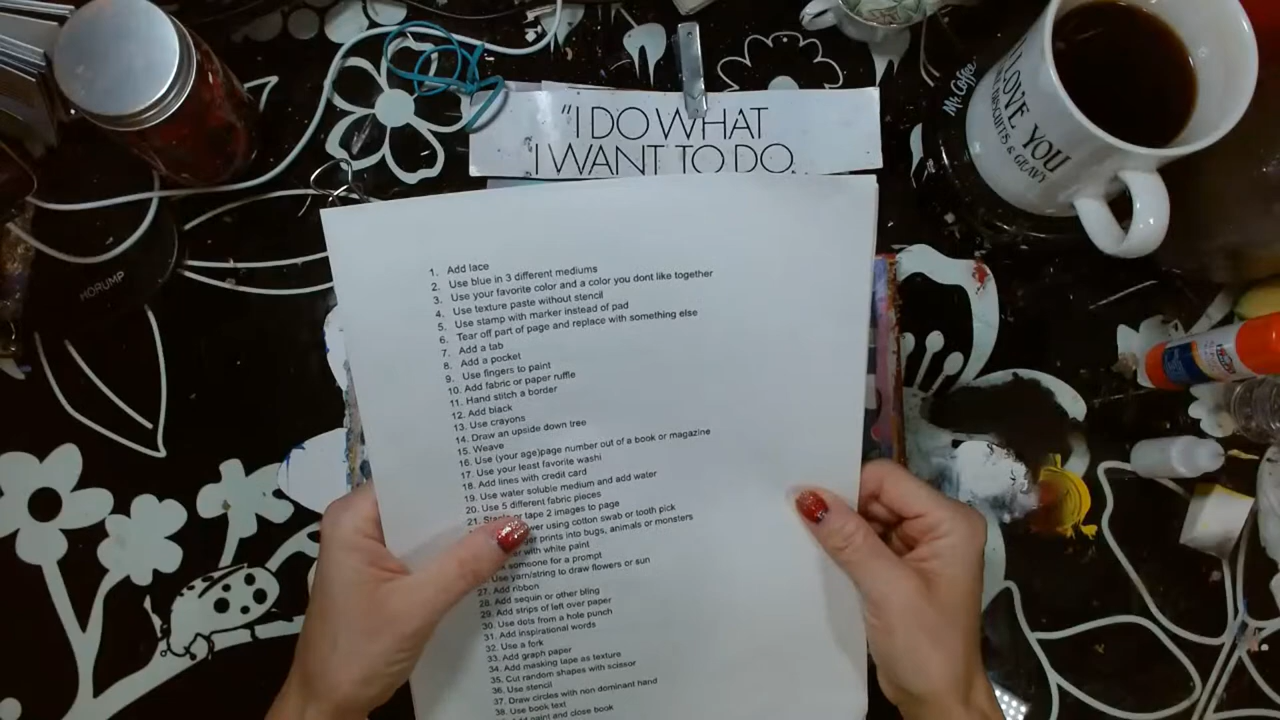 "I DO WHAT
I WANT TO DO.
Mr. Coffee
I LOVE YOU
BISCUITS & GRAVY
HORUMP
1. Add lace
2. Use blue in 3 different mediums
3. Use your favorite color and a color you dont like together
4. Use texture paste without stencil
5. Use stamp with marker instead of pad
6. Tear off part of page and replace with something else
7. Add a tab
8. Add a pocket
9. Use fingers to paint
10. Add fabric or paper ruffle
11. Hand stitch a border
12. Add black
13. Use crayons
14. Draw an upside down tree
15. Weave
16. Use (your age)page number out of a book or magazine
17. Use your least favorite washi
18. Add lines with credit card
19. Use water soluble medium and add water
20. Use 5 different fabric pieces
21. Staple or tape 2 images to page
using cotton swab or tooth pick
prints into bugs, animals or monsters
with white paint
someone for a prompt
Use yarn/string to draw flowers or sun
27. Add ribbon
28. Add sequin or other bling
29. Add strips of left over paper
30. Use dots from a hole punch
31. Add inspirational words
32. Use a fork
33. Add graph paper
34. Add masking tape as texture
35. Cut random shapes with scissor
36. Use stencil
37. Draw circles with non dominant hand
38. Use book text
paint and close book